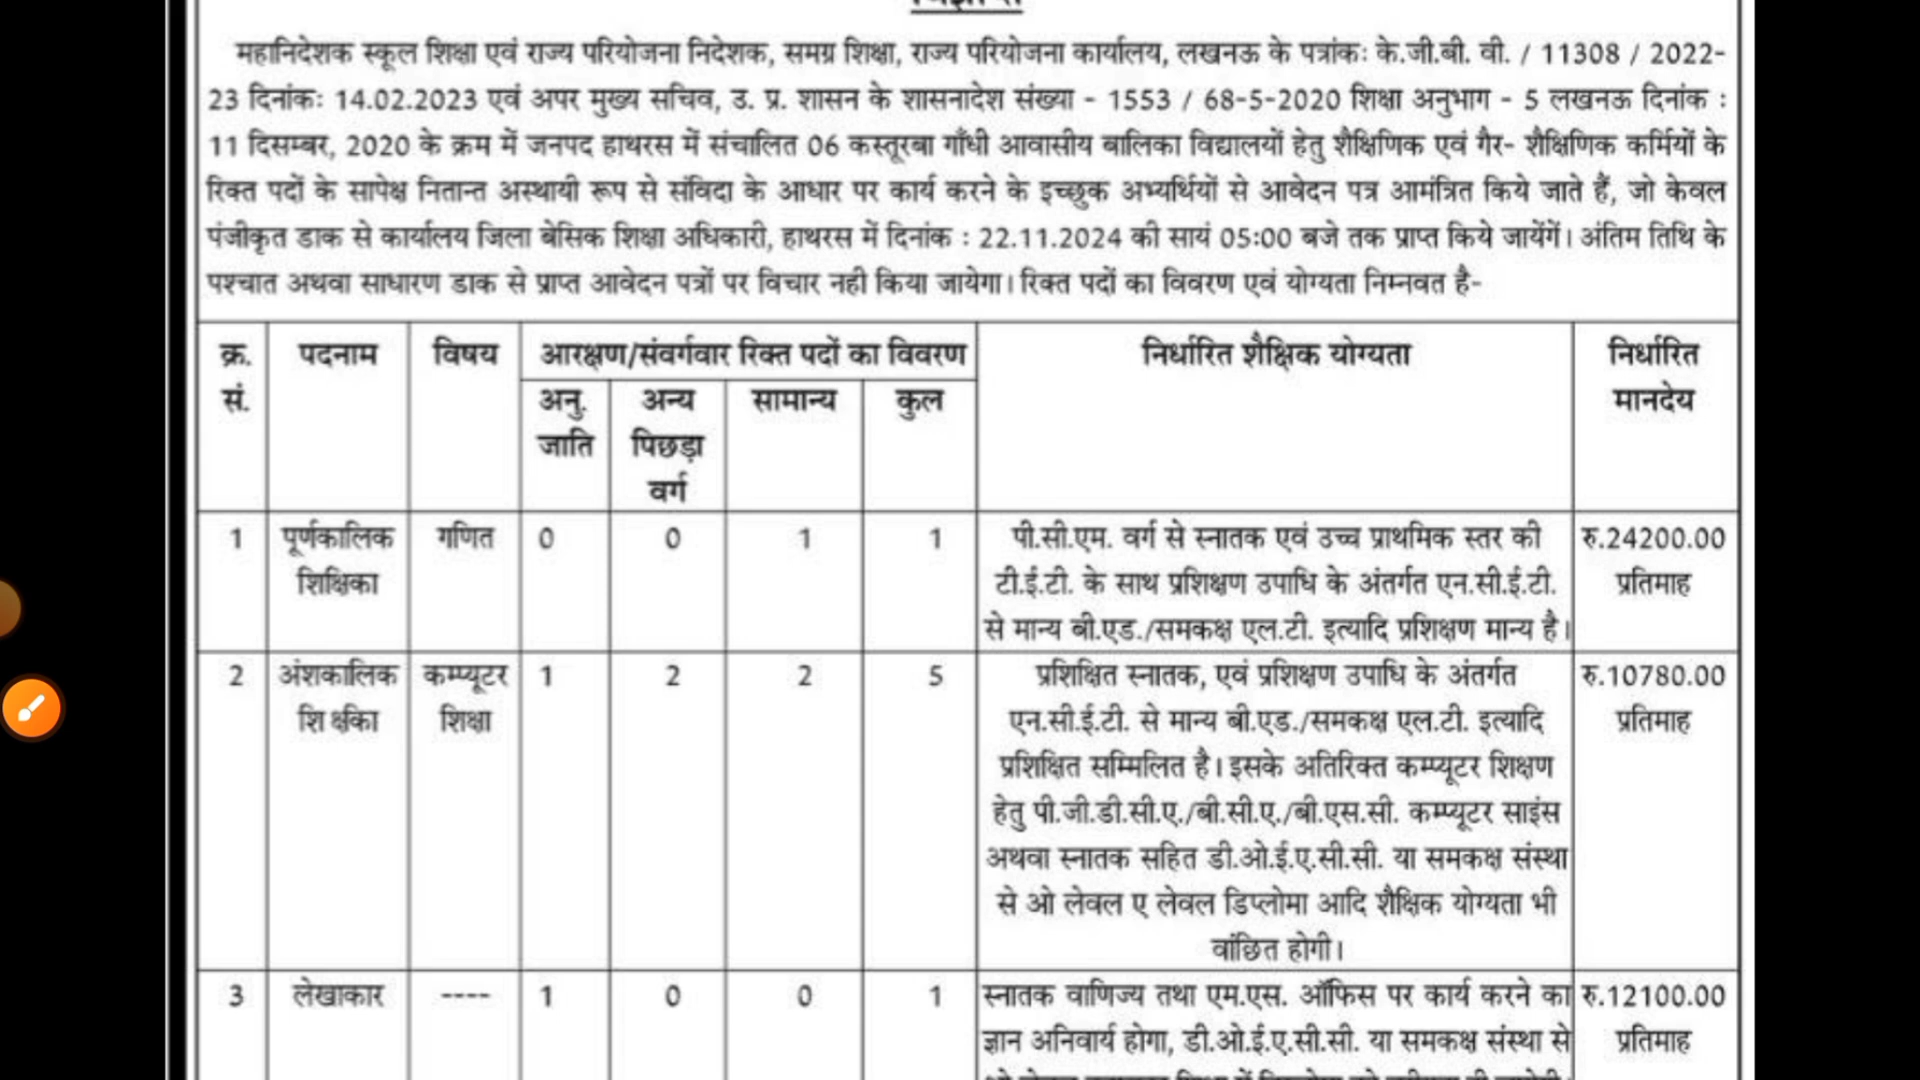 महानिदेशक स्कूल शिक्षा एवं राज्य परियोजना निदेशक, समग्र शिक्षा, राज्य परियोजना कार्यालय, लखनऊ के पत्रांकः के.जी.बी. वी. / 11308 / 2022-
23 दिनांकः 14.02.2023 एवं अपर मुख्य सचिव, उ. प्र. शासन के शासनादेश संख्या - 1553 / 68-5-2020 शिक्षा अनुभाग - 5 लखनऊ दिनांक :
11 दिसम्बर, 2020 के क्रम में जनपद हाथरस में संचालित 06 कस्तूरबा गाँधी आवासीय बालिका विद्यालयों हेतु शैक्षिणिक एवं गैर- शैक्षिणिक कर्मियों के
रिक्त पदों के सापेक्ष नितान्त अस्थायी रूप से संविदा के आधार पर कार्य करने के इच्छुक अभ्यर्थियों से आवेदन पत्र आमंत्रित किये जाते हैं, जो केवल
पंजीकृत डाक से कार्यालय जिला बेसिक शिक्षा अधिकारी, हाथरस में दिनांक : 22.11.2024 की सायं 05:00 बजे तक प्राप्त किये जायेंगें। अंतिम तिथि के
पश्चात अथवा साधारण डाक से प्राप्त आवेदन पत्रों पर विचार नही किया जायेगा। रिक्त पदों का विवरण एवं योग्यता निम्नवत है-
क्र. पदनाम विषय आरक्षण/संवर्गवार रिक्त पदों का विवरण निर्धारित शैक्षिक योग्यता निर्धारित
सं. अनु. अन्य सामान्य कुल मानदेय
जाति पिछड़ा
वर्ग
1 पूर्णकालिक गणित 0 0 1 1 पी.सी.एम. वर्ग से स्नातक एवं उच्च प्राथमिक स्तर की रु.24200.00
शिक्षिका टी.ई.टी. के साथ प्रशिक्षण उपाधि के अंतर्गत एन.सी.ई.टी. प्रतिमाह
से मान्य बी.एड./समकक्ष एल.टी. इत्यादि प्रशिक्षण मान्य है।
2 अंशकालिक कम्प्यूटर 1 2 2 5 प्रशिक्षित स्नातक, एवं प्रशिक्षण उपाधि के अंतर्गत रु.10780.00
शिक्षिका शिक्षा एन.सी.ई.टी. से मान्य बी.एड./समकक्ष एल.टी. इत्यादि प्रतिमाह
प्रशिक्षित सम्मिलित है। इसके अतिरिक्त कम्प्यूटर शिक्षण
हेतु पी.जी.डी.सी.ए./बी.सी.ए./बी.एस.सी. कम्प्यूटर साइंस
अथवा स्नातक सहित डी.ओ.ई.ए.सी.सी. या समकक्ष संस्था
से ओ लेवल ए लेवल डिप्लोमा आदि शैक्षिक योग्यता भी
वांछित होगी।
3 लेखाकार ---- 1 0 0 1 स्नातक वाणिज्य तथा एम.एस. ऑफिस पर कार्य करने का रु.12100.00
ज्ञान अनिवार्य होगा, डी.ओ.ई.ए.सी.सी. या समकक्ष संस्था से प्रतिमाह